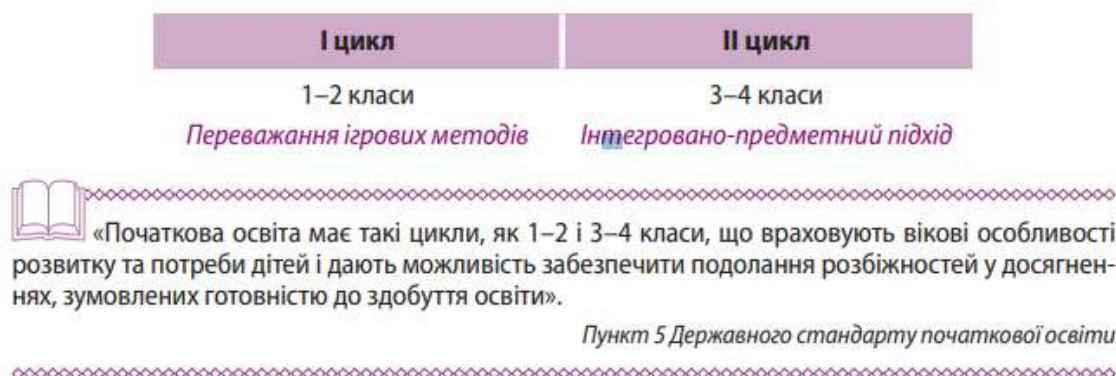 І цикл II цикл
1–2 класи 3–4 класи
Переважання ігрових методів Інтегровано-предметний підхід
«Початкова освіта має такі цикли, як 1–2 і 3–4 класи, що враховують вікові особливості
розвитку та потреби дітей і дають можливість забезпечити подолання розбіжностей у досягнен-
нях, зумовлених готовністю до здобуття освіти».
Пункт 5 Державного стандарту початкової освіти